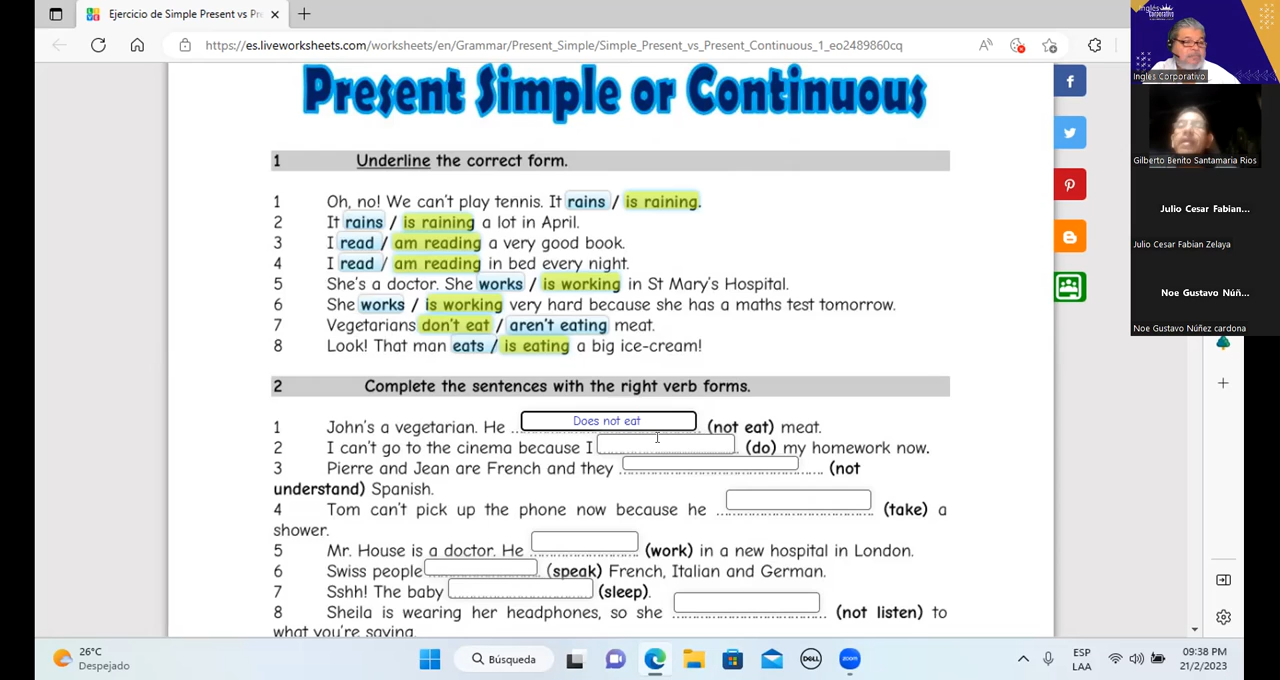 Ejercicio de Simple Present vs Pre
https://es.liveworksheets.com/worksheets/en/Grammar/Present_Simple/Simple_Present_vs_Present_Continuous_1_eo2489860cq
Present Simple or Continuous
1 Underline the correct form.
1 Oh, no! We can't play tennis. It rains / is raining.
2 It rains / is raining a lot in April.
3 I read / am reading a very good book.
4 I read / am reading in bed every night.
5 She's a doctor. She works / is working in St Mary's Hospital.
6 She works / is working very hard because she has a maths test tomorrow.
7 Vegetarians don't eat / aren't eating meat.
8 Look! That man eats / is eating a big ice-cream!
2 Complete the sentences with the right verb forms.
1 John's a vegetarian. He Does not eat (not eat) meat.
2 I can't go to the cinema because I (do) my homework now.
3 Pierre and Jean are French and they (not
understand) Spanish.
4 Tom can't pick up the phone now because he (take) a
shower.
5 Mr. House is a doctor. He (work) in a new hospital in London.
6 Swiss people (speak) French, Italian and German.
7 Sshh! The baby (sleep).
8 Sheila is wearing her headphones, so she (not listen) to
what you're saying.
Inglés
Corporativo
Ingles Corporativo
Gilberto Benito Santamaria Rios
Julio Cesar Fabian...
Julio Cesar Fabian Zelaya
Noe Gustavo Núñ...
Noe Gustavo Núñez cardona
26°C
Despejado
Búsqueda
DELL
zoom
ESP
LAA
09:38 PM
21/2/2023